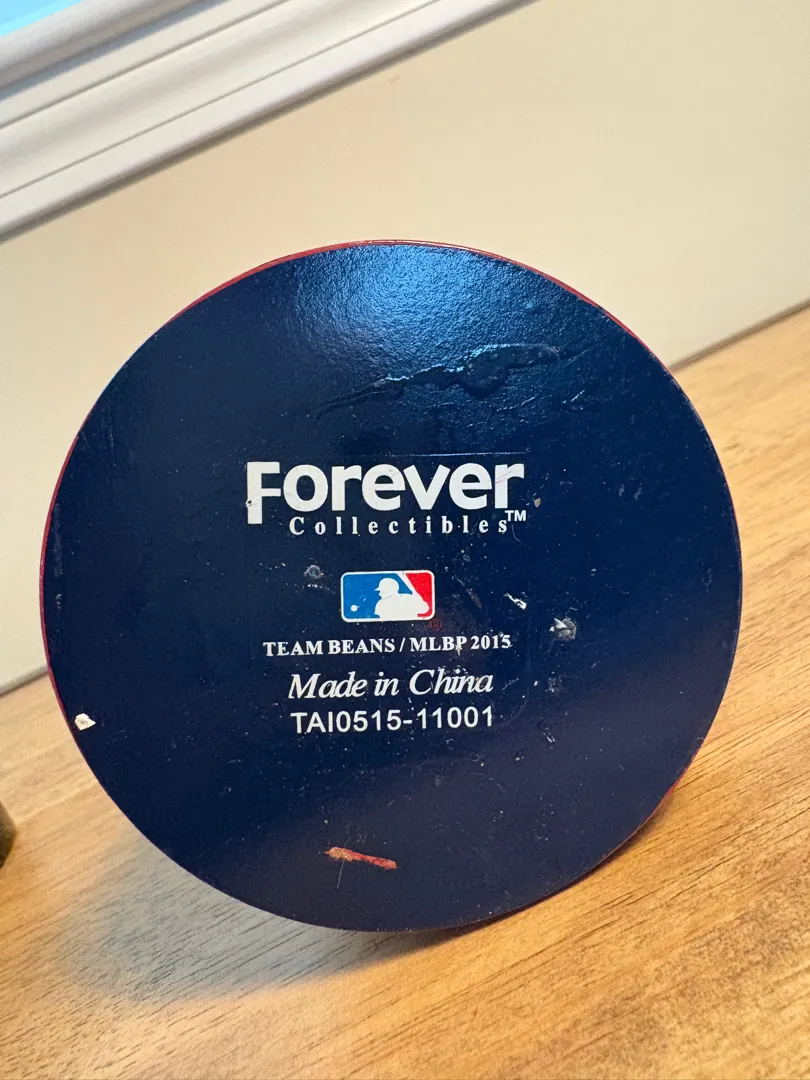 Forever
Collectibles™
®
TEAM BEANS / MLBP 2015
Made in China
TAI0515-11001